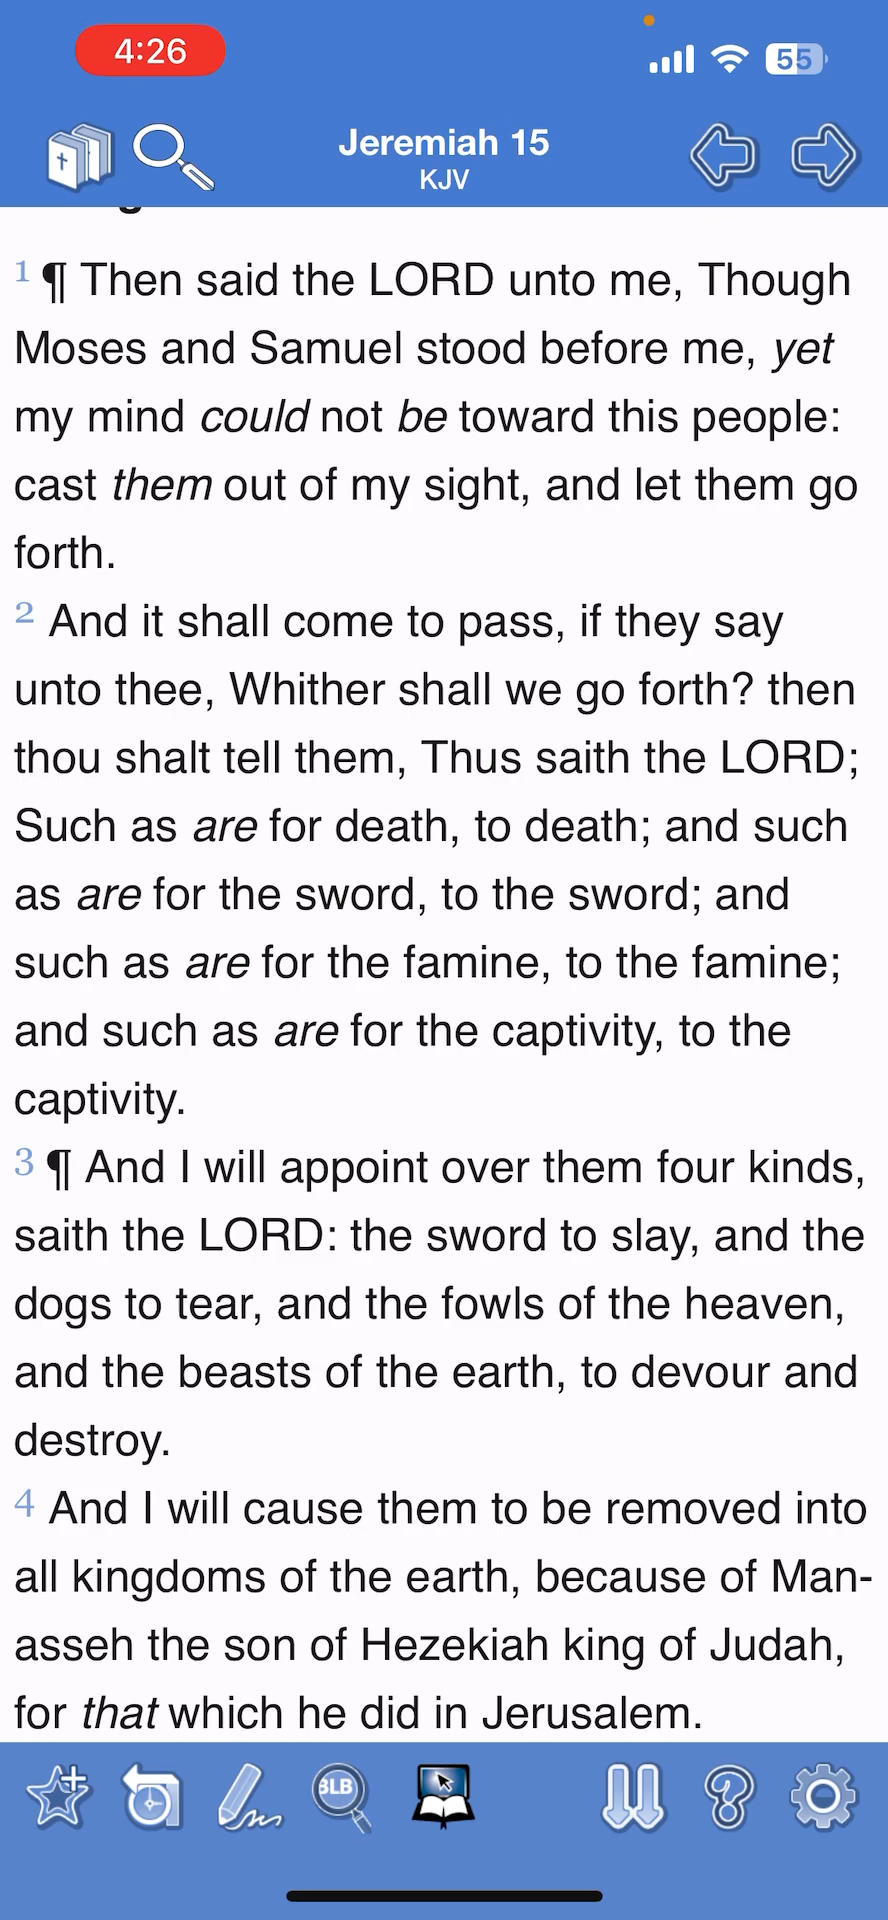 4:26
55
Jeremiah 15
KJV
1 ¶ Then said the LORD unto me, Though
Moses and Samuel stood before me, yet
my mind could not be toward this people:
cast them out of my sight, and let them go
forth.
2 And it shall come to pass, if they say
unto thee, Whither shall we go forth? then
thou shalt tell them, Thus saith the LORD;
Such as are for death, to death; and such
as are for the sword, to the sword; and
such as are for the famine, to the famine;
and such as are for the captivity, to the
captivity.
3 ¶ And I will appoint over them four kinds,
saith the LORD: the sword to slay, and the
dogs to tear, and the fowls of the heaven,
and the beasts of the earth, to devour and
destroy.
4 And I will cause them to be removed into
all kingdoms of the earth, because of Man-
asseh the son of Hezekiah king of Judah,
for that which he did in Jerusalem.
BLB